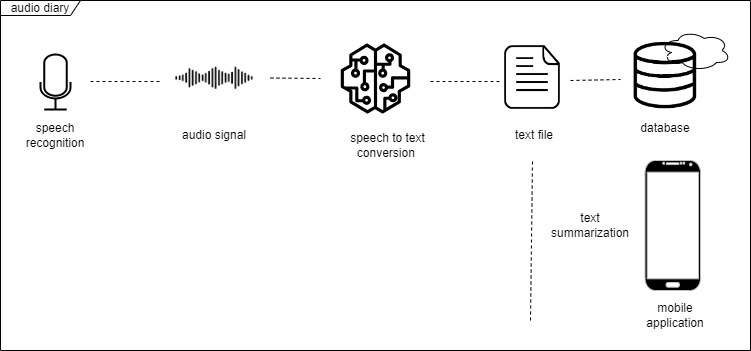 audio diary
speech
recognition
audio signal
speech to text
conversion
text file
database
text
summarization
mobile
application